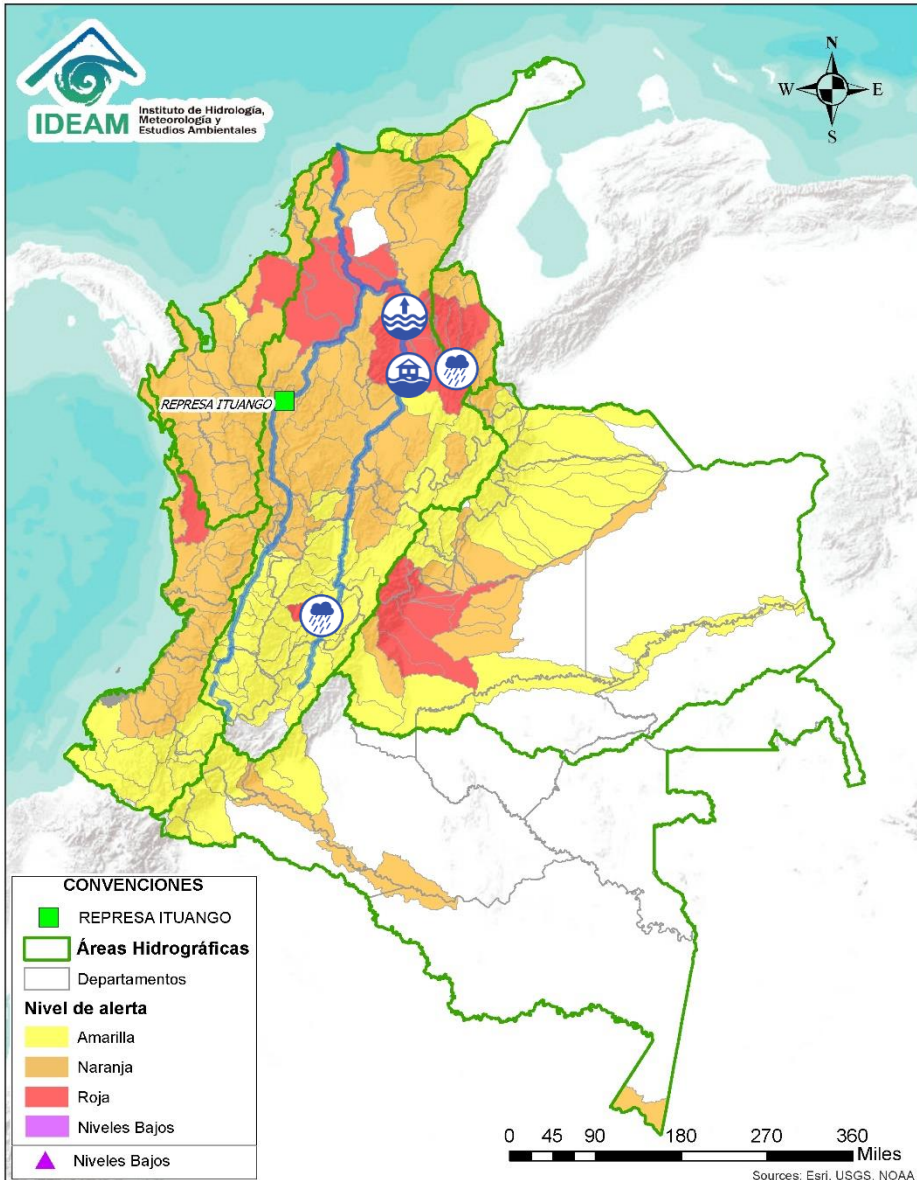 IDEAM
Instituto de Hidrología,
Meteorología y
Estudios Ambientales
N
W
E
S
REPRESA ITUANGO
CONVENCIONES
REPRESA ITUANGO
Áreas Hidrográficas
Departamentos
Nivel de alerta
Amarilla
Naranja
Roja
Niveles Bajos
Niveles Bajos
0 45 90 180 270 360
Miles
Sources: Esri, USGS, NOAA